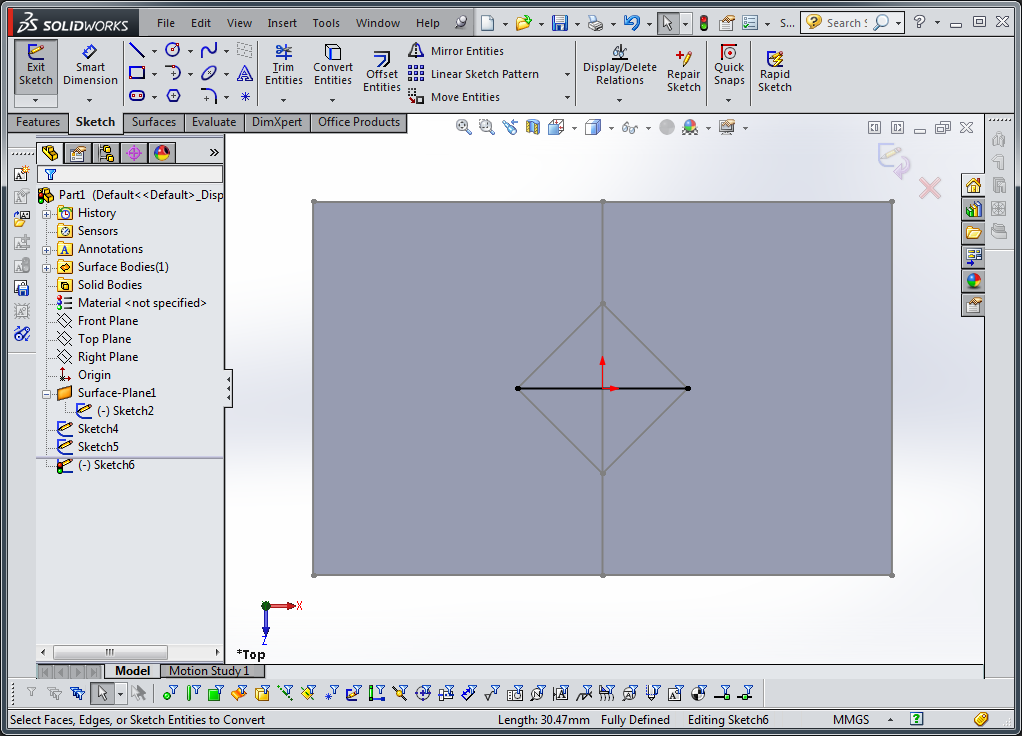 SOLIDWORKS File Edit View Insert Tools Window Help S... Search
Exit Sketch
Smart Dimension
Trim Entities
Convert Entities
Offset Entities
Mirror Entities
Linear Sketch Pattern
Move Entities
Display/Delete Relations
Repair Sketch
Quick Snaps
Rapid Sketch
Features Sketch Surfaces Evaluate DimXpert Office Products
Part1 (Default<<Default>_Disp
History
Sensors
Annotations
Surface Bodies(1)
Solid Bodies
Material <not specified>
Front Plane
Top Plane
Right Plane
Origin
Surface-Plane1
(-) Sketch2
Sketch4
Sketch5
(-) Sketch6
X
Z
*Top
Model Motion Study 1
Select Faces, Edges, or Sketch Entities to Convert Length: 30.47mm Fully Defined Editing Sketch6 MMGS